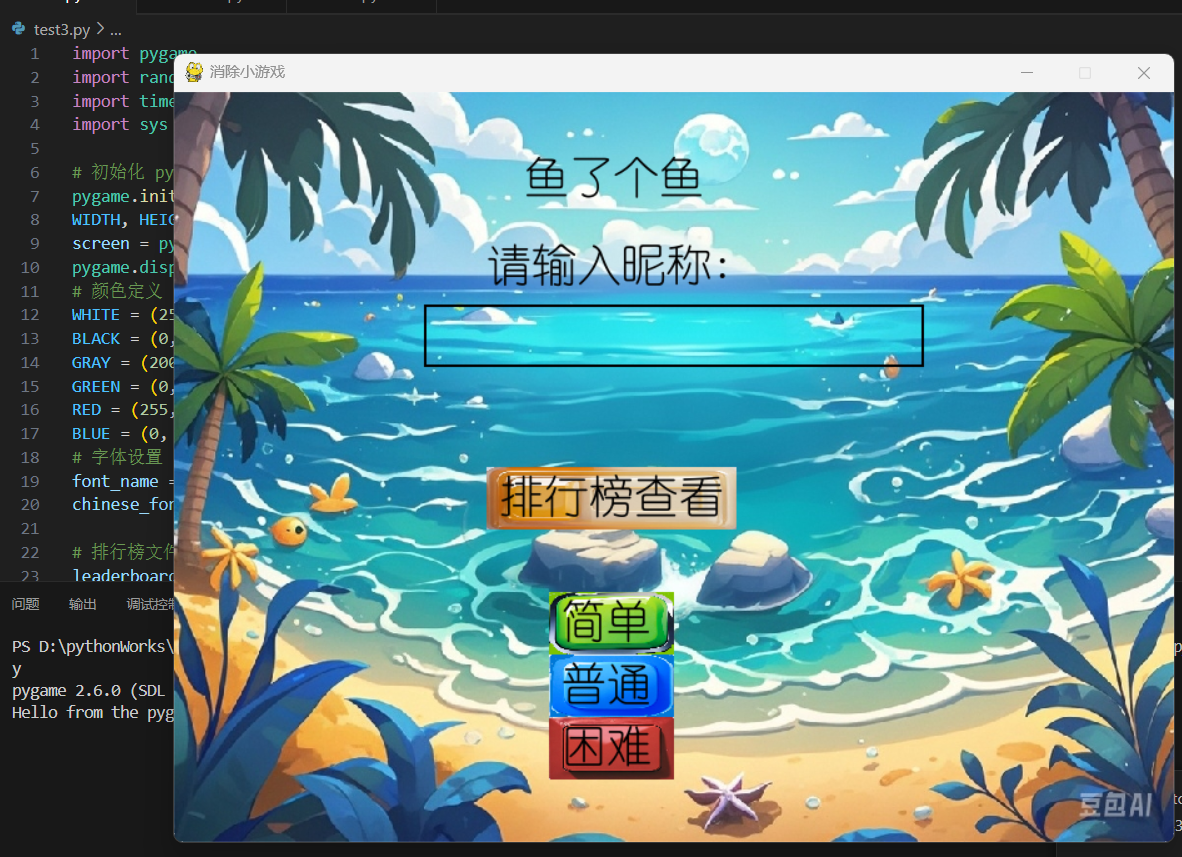 test3.py > ...
1 import pygame
2 import rand
3 import time
4 import sys
5
6 # 初始化 py
7 pygame.init
8 WIDTH, HEIG
9 screen = py
10 pygame.disp
11 # 颜色定义
12 WHITE = (25
13 BLACK = (0,
14 GRAY = (200
15 GREEN = (0,
16 RED = (255,
17 BLUE = (0,
18 # 字体设置
19 font_name =
20 chinese_fon
21
22 # 排行榜文件
23 leaderboard
问题 输出 调试控制
PS D:\pythonWorks\
y
pygame 2.6.0 (SDL
Hello from the pyg
消除小游戏
鱼了个鱼
请输入昵称：
排行榜查看
简单
普通
困难
豆包AI